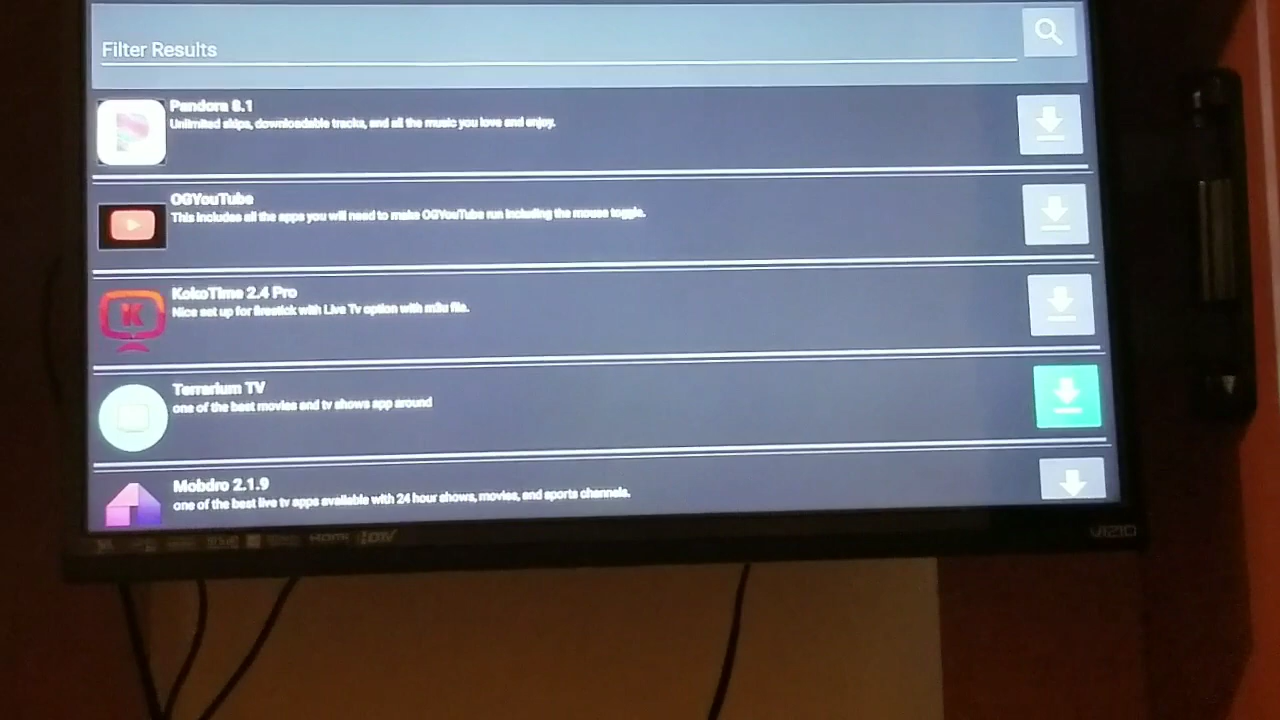 Filter Results
Pandora 8.1
Unlimited skips, downloadable tracks, and all the music you love and enjoy.
OGYouTube
This includes all the apps you will need to make OGYouTube run including the mouse toggle.
KokoTime 2.4 Pro
Nice set up for firestick with Live Tv option with m3u file.
Terrarium TV
one of the best movies and tv shows app around
Mobdro 2.1.9
one of the best live tv apps available with 24 hour shows, movies, and sports channels.
HDMI HDTV
VIZIO